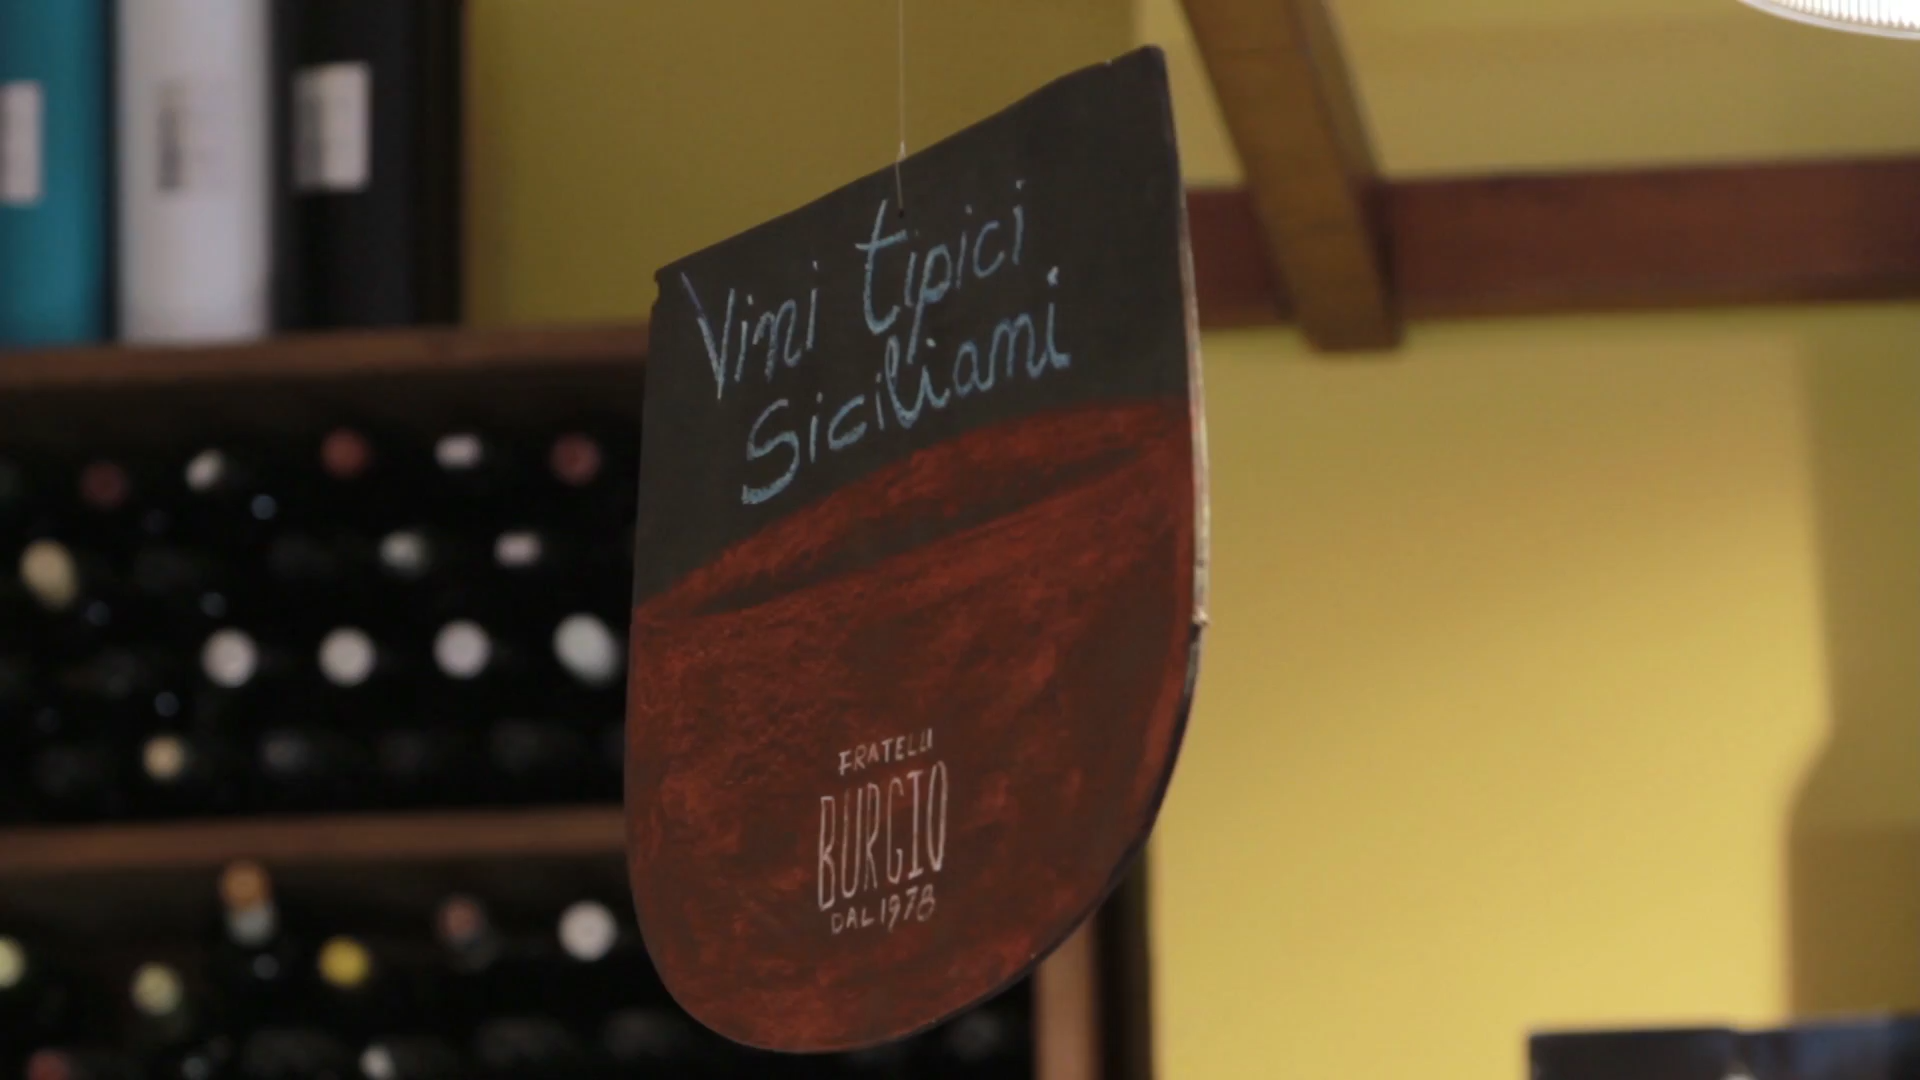 Vini tipici
Siciliani
FRATELLI
BURGIO
DAL 1978